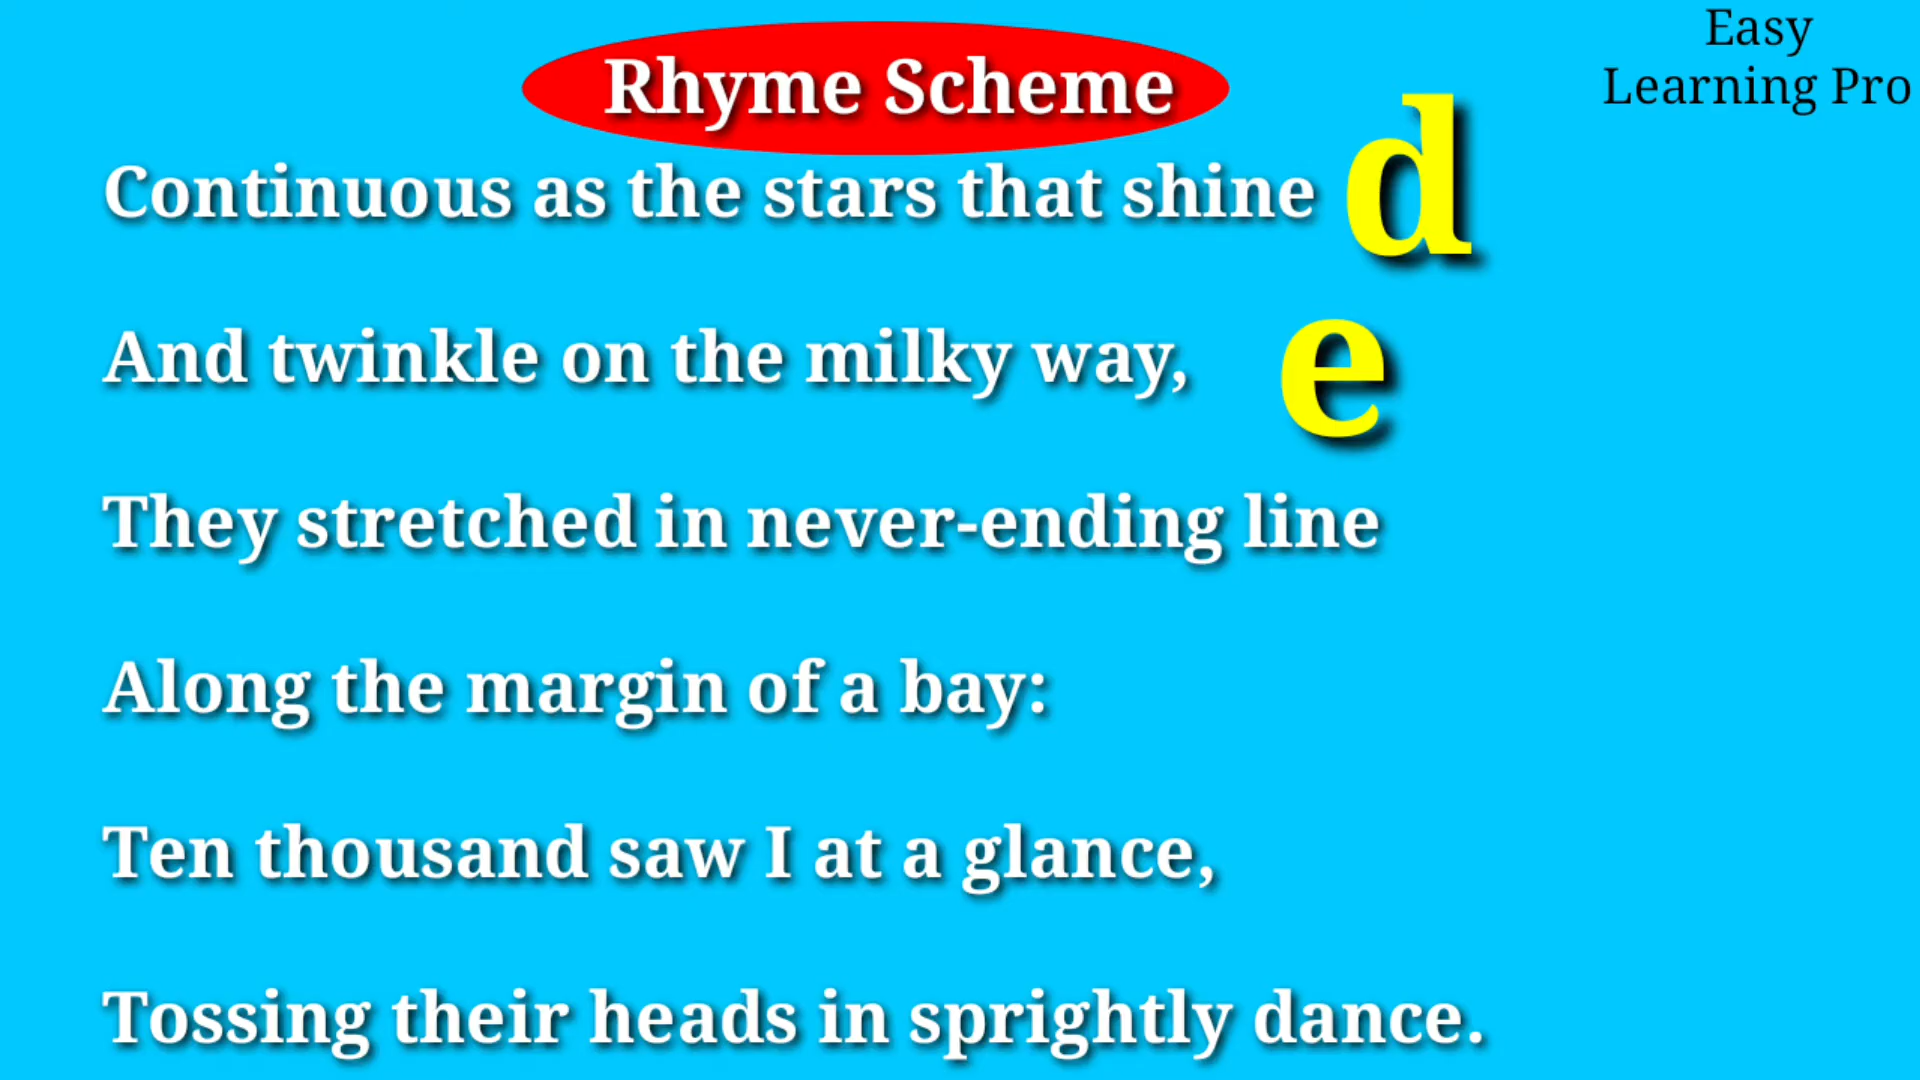 Easy
Learning Pro
Rhyme Scheme
Continuous as the stars that shine d
And twinkle on the milky way, e
They stretched in never-ending line
Along the margin of a bay:
Ten thousand saw I at a glance,
Tossing their heads in sprightly dance.